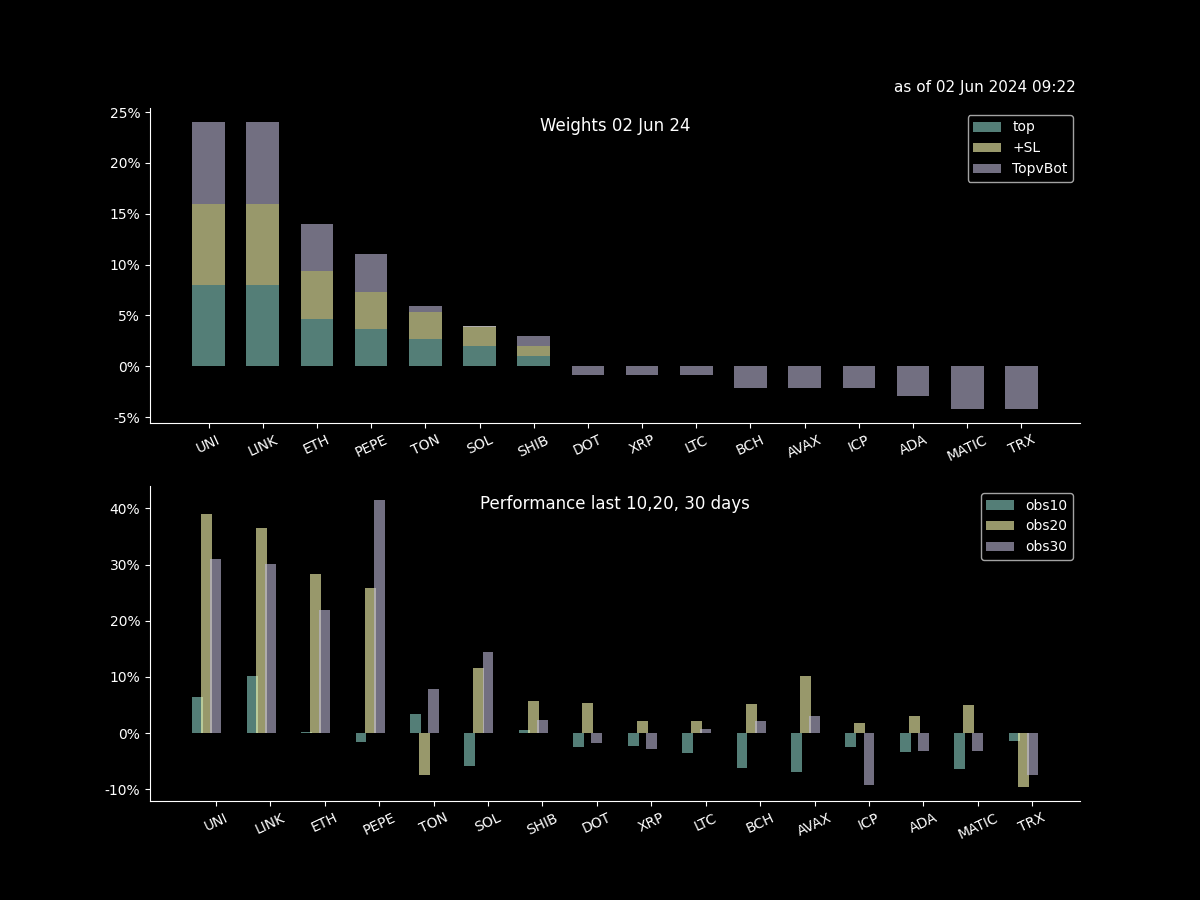 as of 02 Jun 2024 09:22
Weights 02 Jun 24
top
+SL
TopvBot
25%
20%
15%
10%
5%
0%
-5%
UNI LINK ETH PEPE TON SOL SHIB DOT XRP LTC BCH AVAX ICP ADA MATIC TRX
Performance last 10,20, 30 days
obs10
obs20
obs30
40%
30%
20%
10%
0%
-10%
UNI LINK ETH PEPE TON SOL SHIB DOT XRP LTC BCH AVAX ICP ADA MATIC TRX